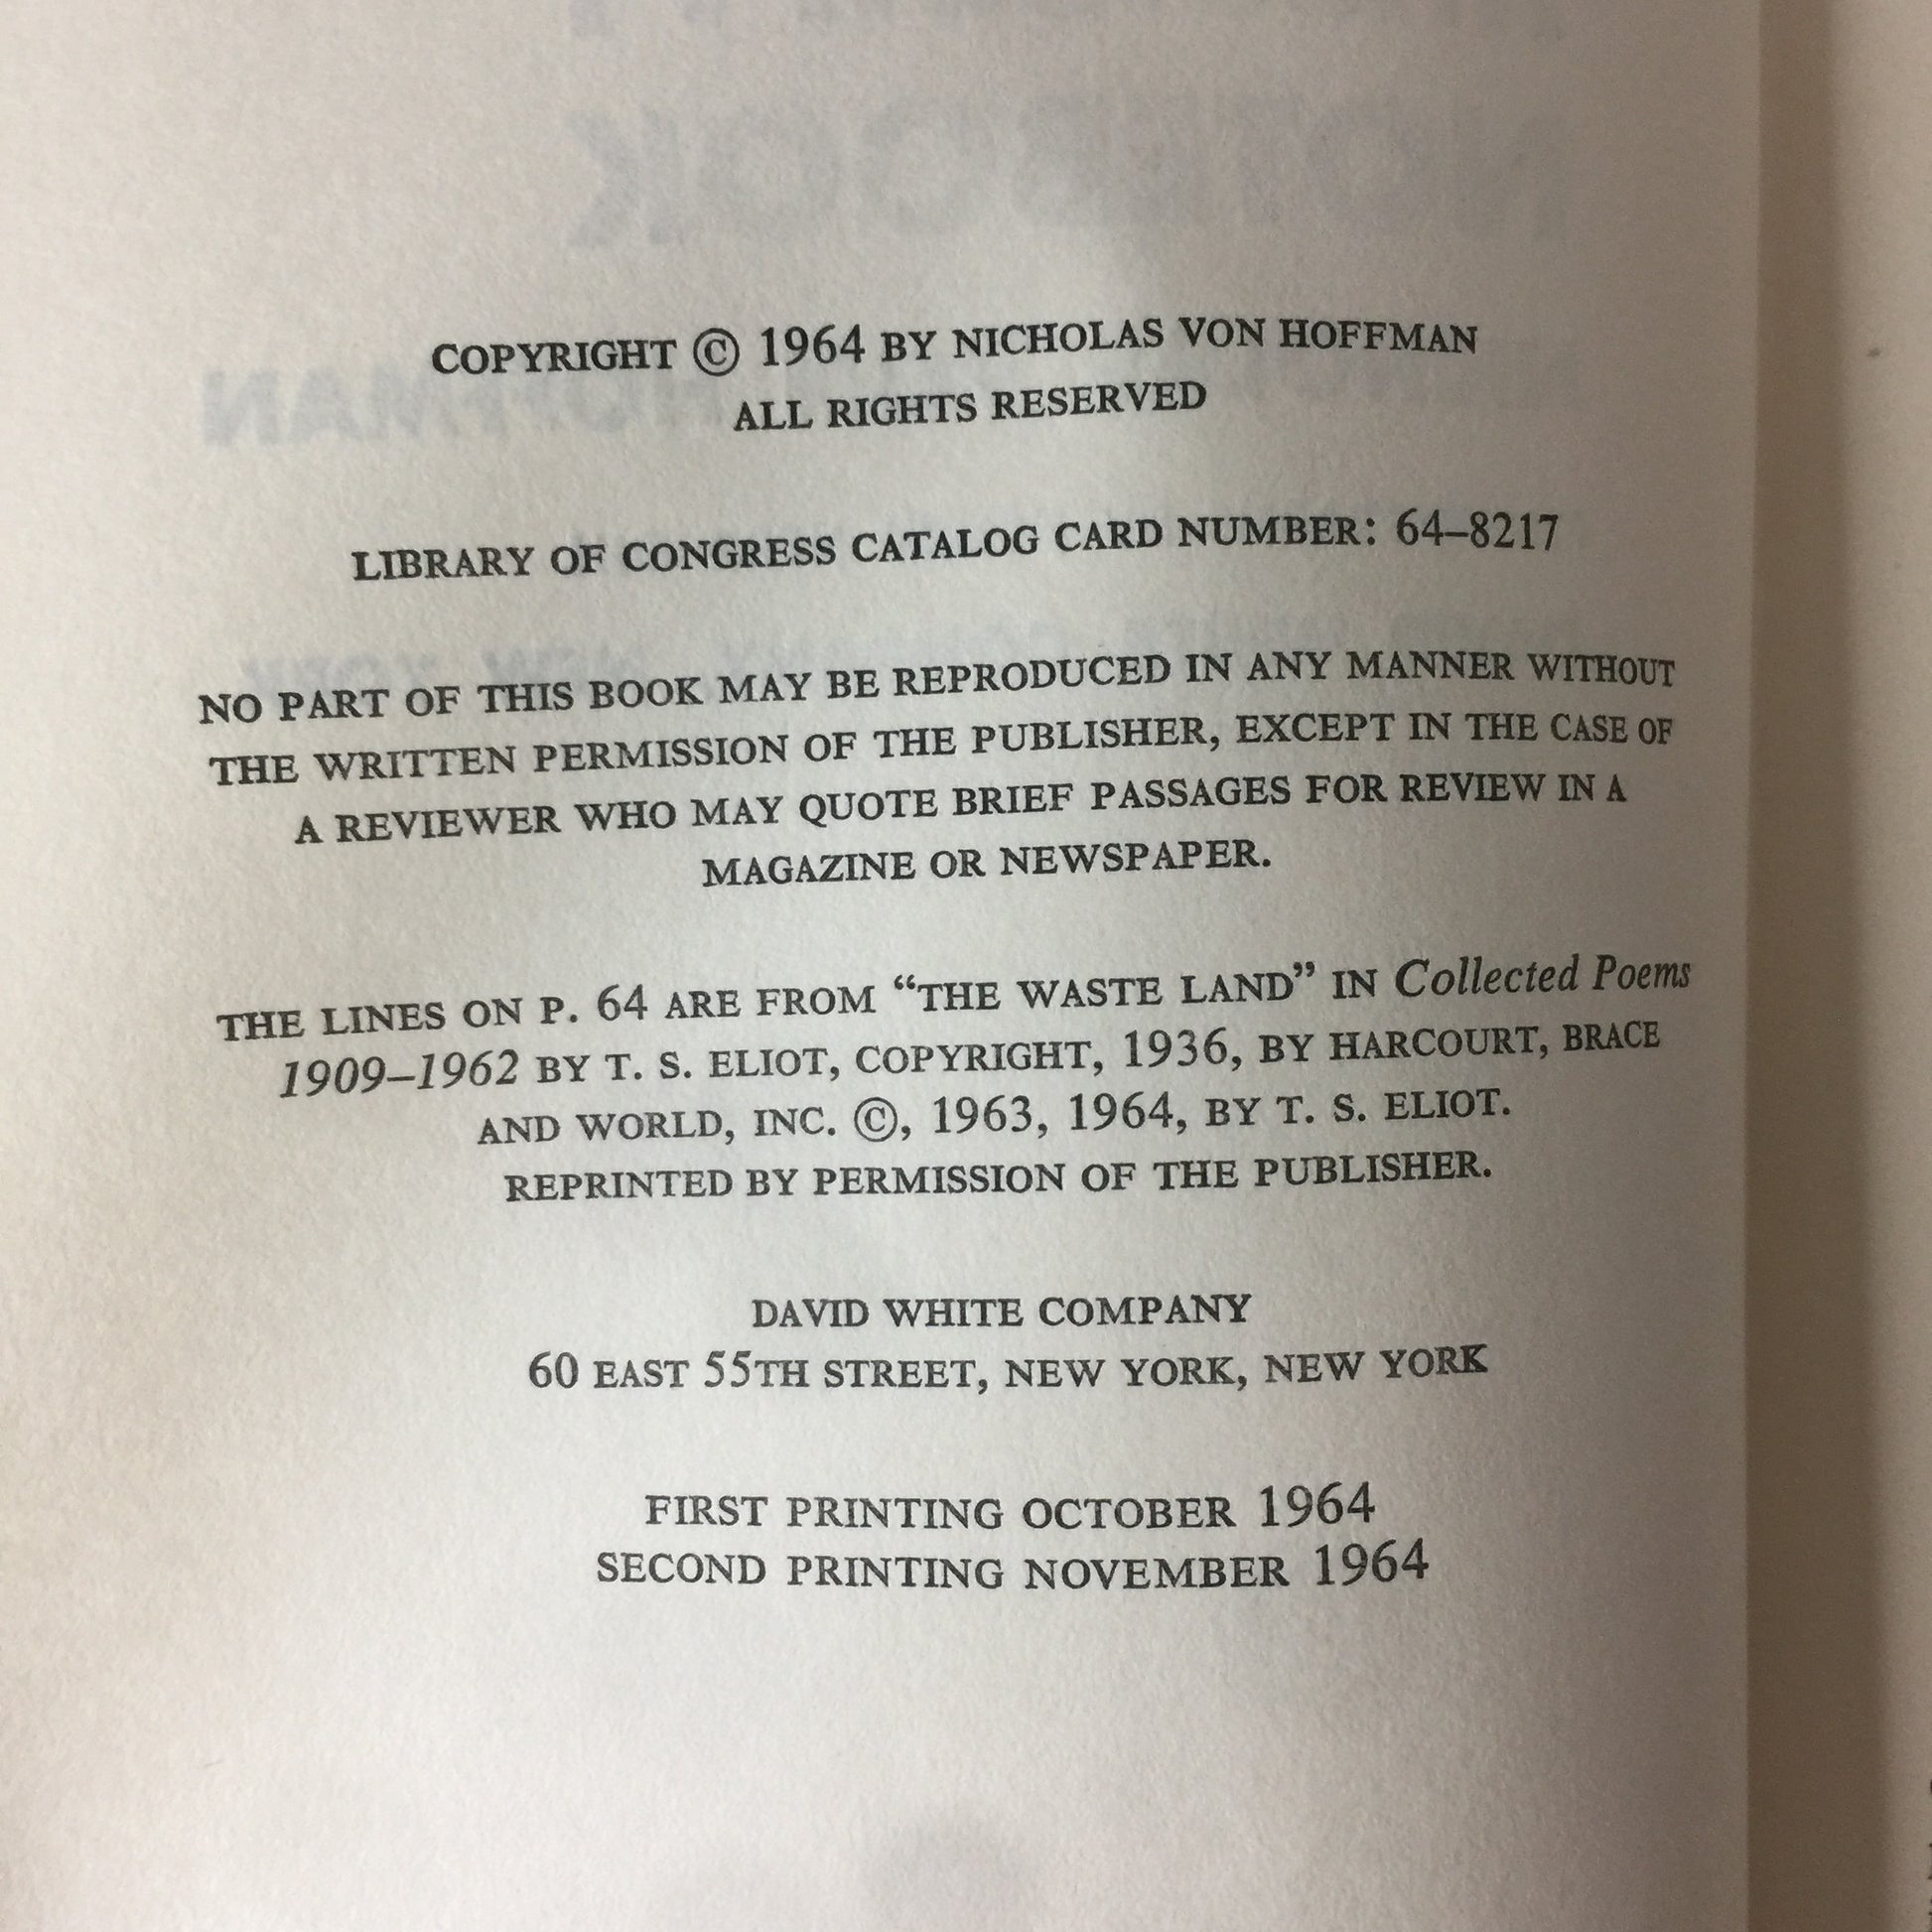 COPYRIGHT © 1964 BY NICHOLAS VON HOFFMAN
ALL RIGHTS RESERVED
LIBRARY OF CONGRESS CATALOG CARD NUMBER: 64–8217
NO PART OF THIS BOOK MAY BE REPRODUCED IN ANY MANNER WITHOUT
THE WRITTEN PERMISSION OF THE PUBLISHER, EXCEPT IN THE CASE OF
A REVIEWER WHO MAY QUOTE BRIEF PASSAGES FOR REVIEW IN A
MAGAZINE OR NEWSPAPER.
THE LINES ON P. 64 ARE FROM “THE WASTE LAND” IN Collected Poems
1909–1962 BY T. S. ELIOT, COPYRIGHT, 1936, BY HARCOURT, BRACE
AND WORLD, INC. ©, 1963, 1964, BY T. S. ELIOT.
REPRINTED BY PERMISSION OF THE PUBLISHER.
DAVID WHITE COMPANY
60 EAST 55TH STREET, NEW YORK, NEW YORK
FIRST PRINTING OCTOBER 1964
SECOND PRINTING NOVEMBER 1964